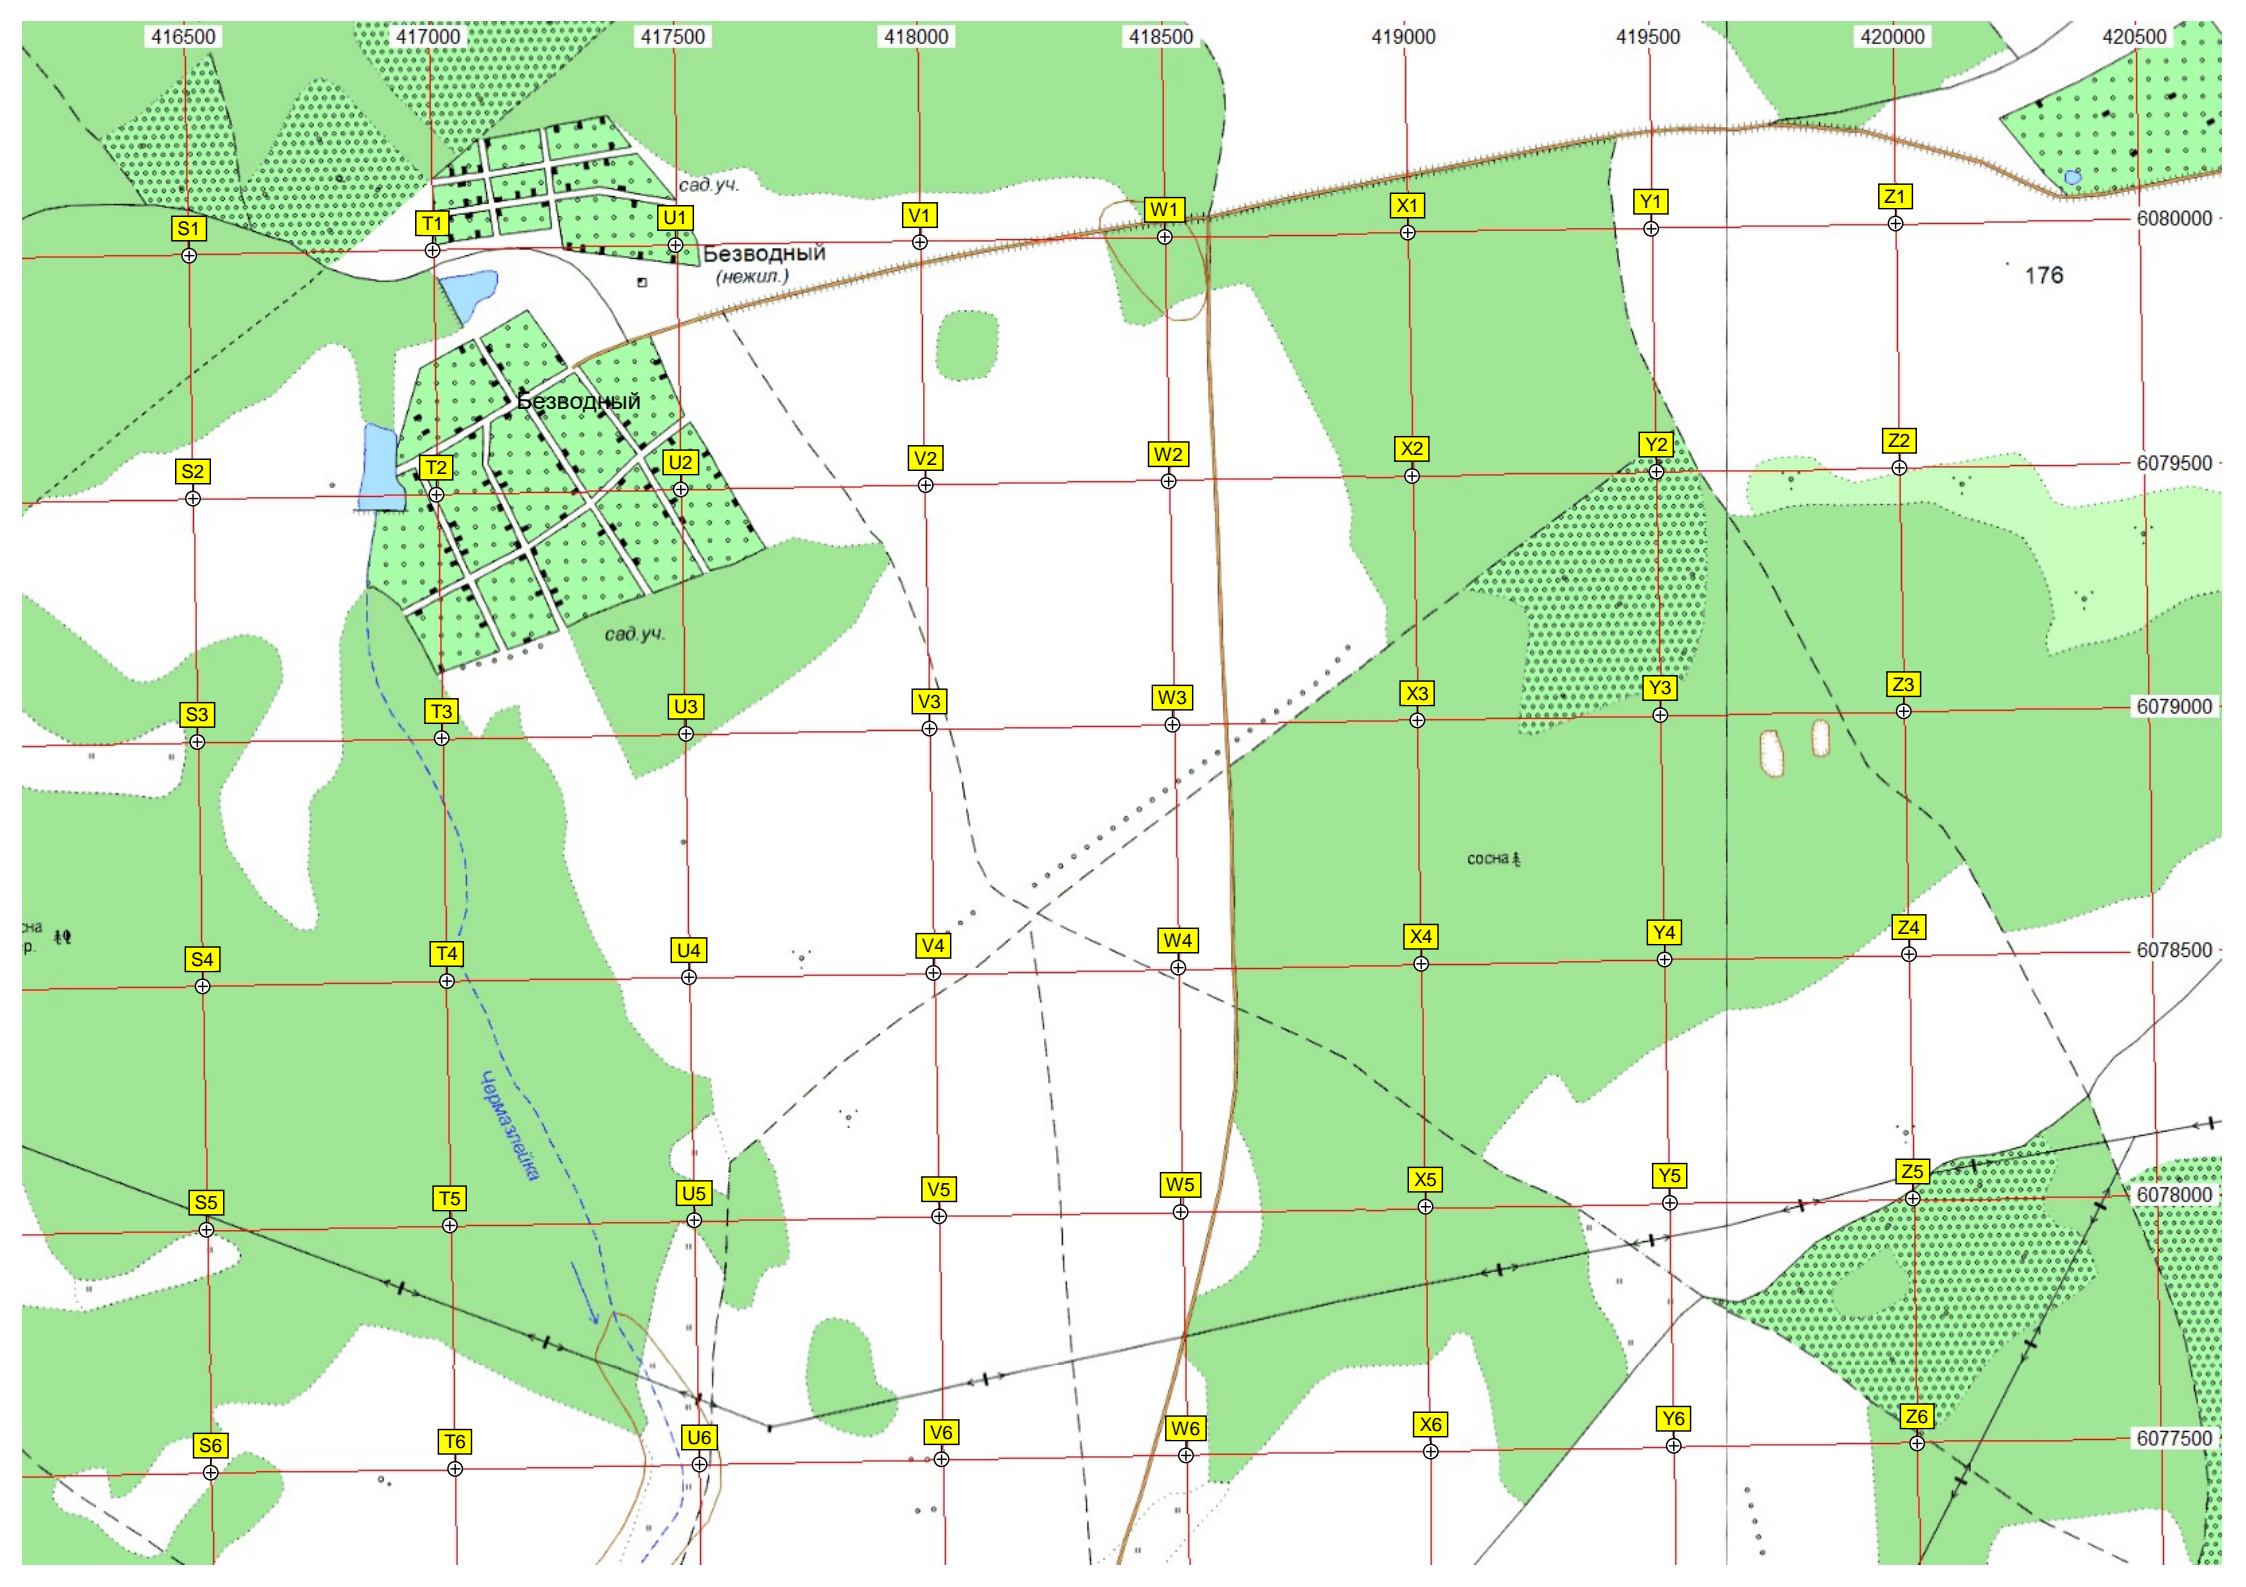 416500 417000 417500 418000 418500 419000 419500 420000 420500
сад.уч.
S1 T1 U1 V1 W1 X1 Y1 Z1
6080000
Безводный
(нежил.)
176
Безводный
S2 T2 U2 V2 W2 X2 Y2 Z2
6079500
сад.уч.
S3 T3 U3 V3 W3 X3 Y3 Z3
6079000
сосна
сна
р.
S4 T4 U4 V4 W4 X4 Y4 Z4
6078500
Чермазлейка
S5 T5 U5 V5 W5 X5 Y5 Z5
6078000
S6 T6 U6 V6 W6 X6 Y6 Z6
6077500